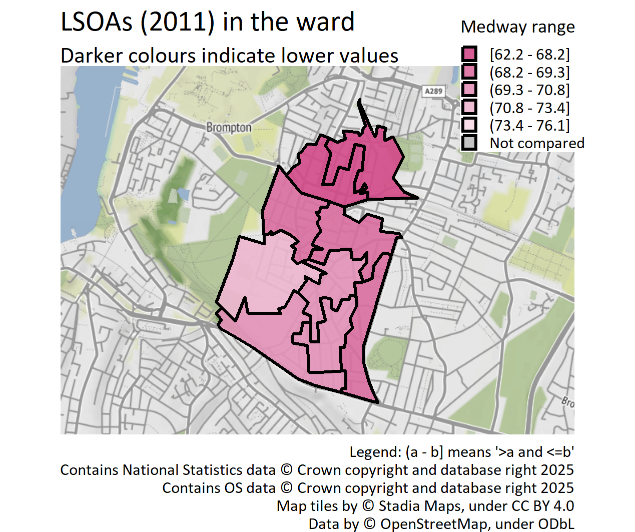 LSOAs (2011) in the ward
Darker colours indicate lower values
Medway range
[62.2 - 68.2]
(68.2 - 69.3]
(69.3 - 70.8]
(70.8 - 73.4]
(73.4 - 76.1]
Not compared
A289
Brompton
Bro
Legend: (a - b] means '>a and <=b'
Contains National Statistics data © Crown copyright and database right 2025
Contains OS data © Crown copyright and database right 2025
Map tiles by © Stadia Maps, under CC BY 4.0
Data by © OpenStreetMap, under ODbL